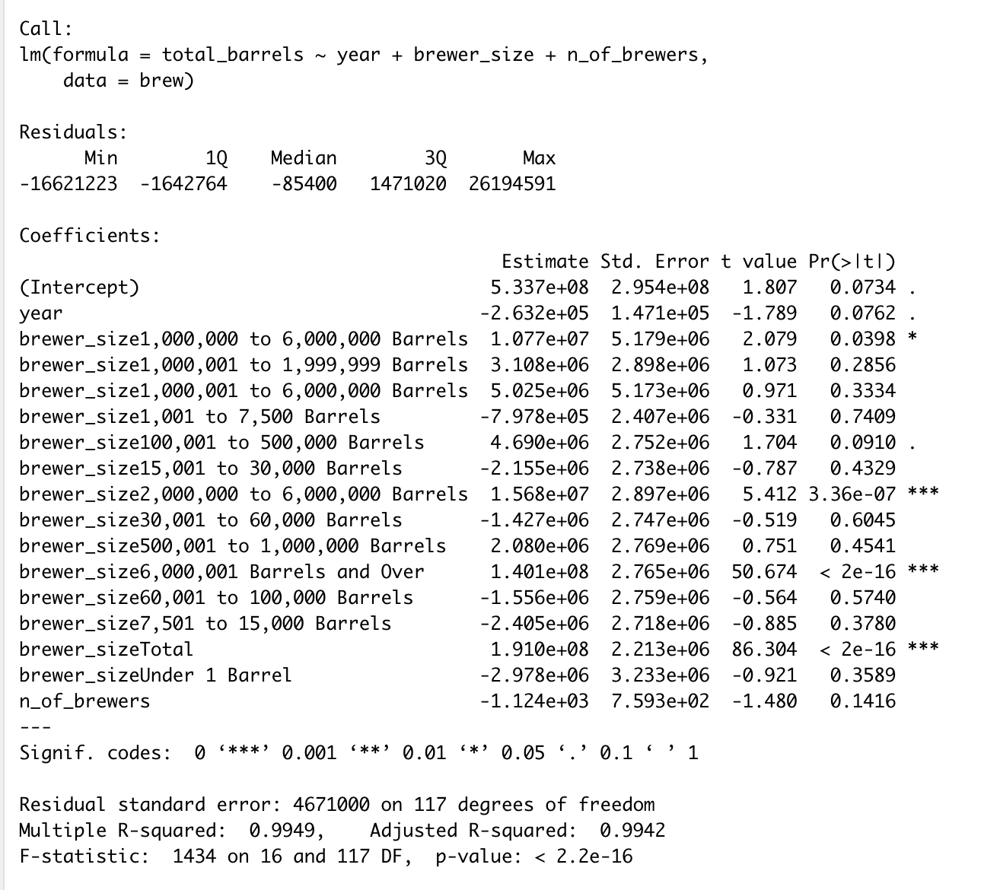 Call:
lm(formula = total_barrels ~ year + brewer_size + n_of_brewers,
    data = brew)

Residuals:
      Min        1Q    Median        3Q       Max
-16621223  -1642764    -85400   1471020  26194591

Coefficients:
                                            Estimate Std. Error t value Pr(>|t|)
(Intercept)                                5.337e+08  2.954e+08   1.807   0.0734 .
year                                      -2.632e+05  1.471e+05  -1.789   0.0762 .
brewer_size1,000,000 to 6,000,000 Barrels  1.077e+07  5.179e+06   2.079   0.0398 *
brewer_size1,000,001 to 1,999,999 Barrels  3.108e+06  2.898e+06   1.073   0.2856
brewer_size1,000,001 to 6,000,000 Barrels  5.025e+06  5.173e+06   0.971   0.3334
brewer_size1,001 to 7,500 Barrels         -7.978e+05  2.407e+06  -0.331   0.7409
brewer_size100,001 to 500,000 Barrels      4.690e+06  2.752e+06   1.704   0.0910 .
brewer_size15,001 to 30,000 Barrels       -2.155e+06  2.738e+06  -0.787   0.4329
brewer_size2,000,000 to 6,000,000 Barrels  1.568e+07  2.897e+06   5.412 3.36e-07 ***
brewer_size30,001 to 60,000 Barrels       -1.427e+06  2.747e+06  -0.519   0.6045
brewer_size500,001 to 1,000,000 Barrels    2.080e+06  2.769e+06   0.751   0.4541
brewer_size6,000,001 Barrels and Over      1.401e+08  2.765e+06  50.674  < 2e-16 ***
brewer_size60,001 to 100,000 Barrels      -1.556e+06  2.759e+06  -0.564   0.5740
brewer_size7,501 to 15,000 Barrels        -2.405e+06  2.718e+06  -0.885   0.3780
brewer_sizeTotal                           1.910e+08  2.213e+06  86.304  < 2e-16 ***
brewer_sizeUnder 1 Barrel                 -2.978e+06  3.233e+06  -0.921   0.3589
n_of_brewers                              -1.124e+03  7.593e+02  -1.480   0.1416
---
Signif. codes:  0 ‘***’ 0.001 ‘**’ 0.01 ‘*’ 0.05 ‘.’ 0.1 ‘ ’ 1

Residual standard error: 4671000 on 117 degrees of freedom
Multiple R-squared:  0.9949,    Adjusted R-squared:  0.9942
F-statistic:  1434 on 16 and 117 DF,  p-value: < 2.2e-16